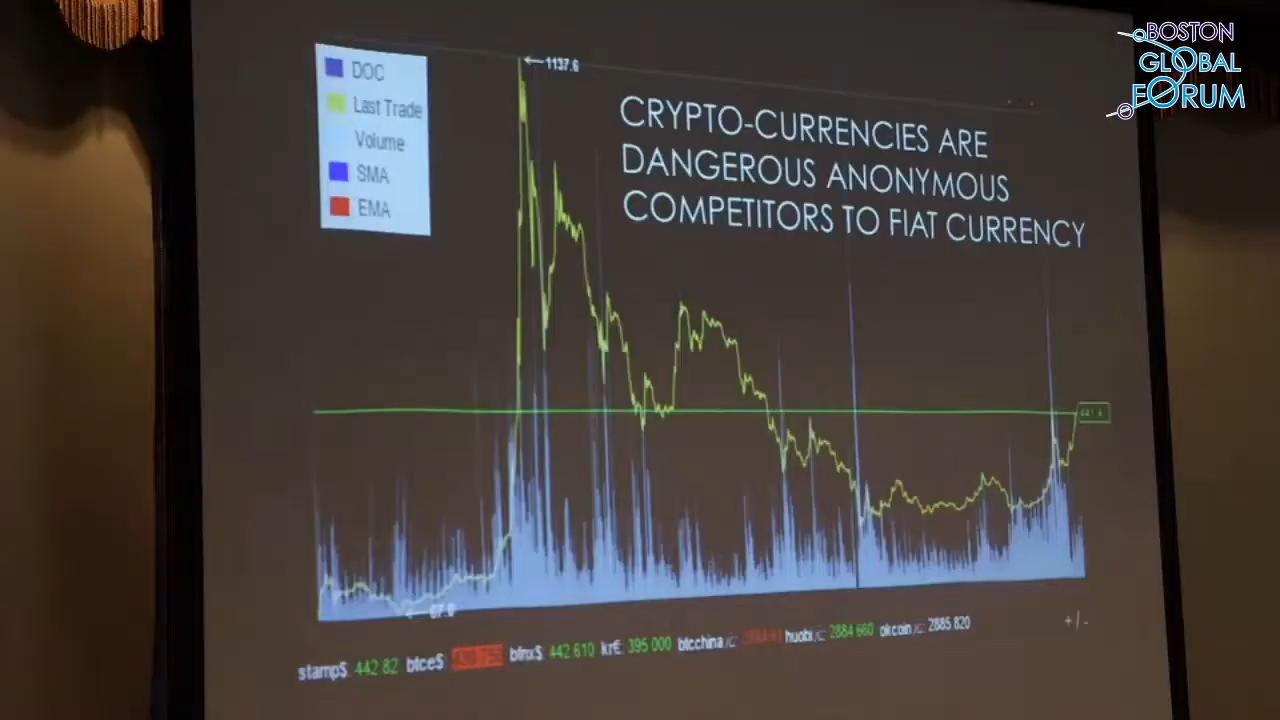 BOSTON
GLOBAL
FORUM
DOC
Last Trade
Volume
SMA
EMA
1137.6
CRYPTO-CURRENCIES ARE
DANGEROUS ANONYMOUS
COMPETITORS TO FIAT CURRENCY
stamp$ 442 82 btce$ bfnx$: 442 610 kr€: 395 000 btcchina huobi 2884 660 okcoin 2885 820
+/-